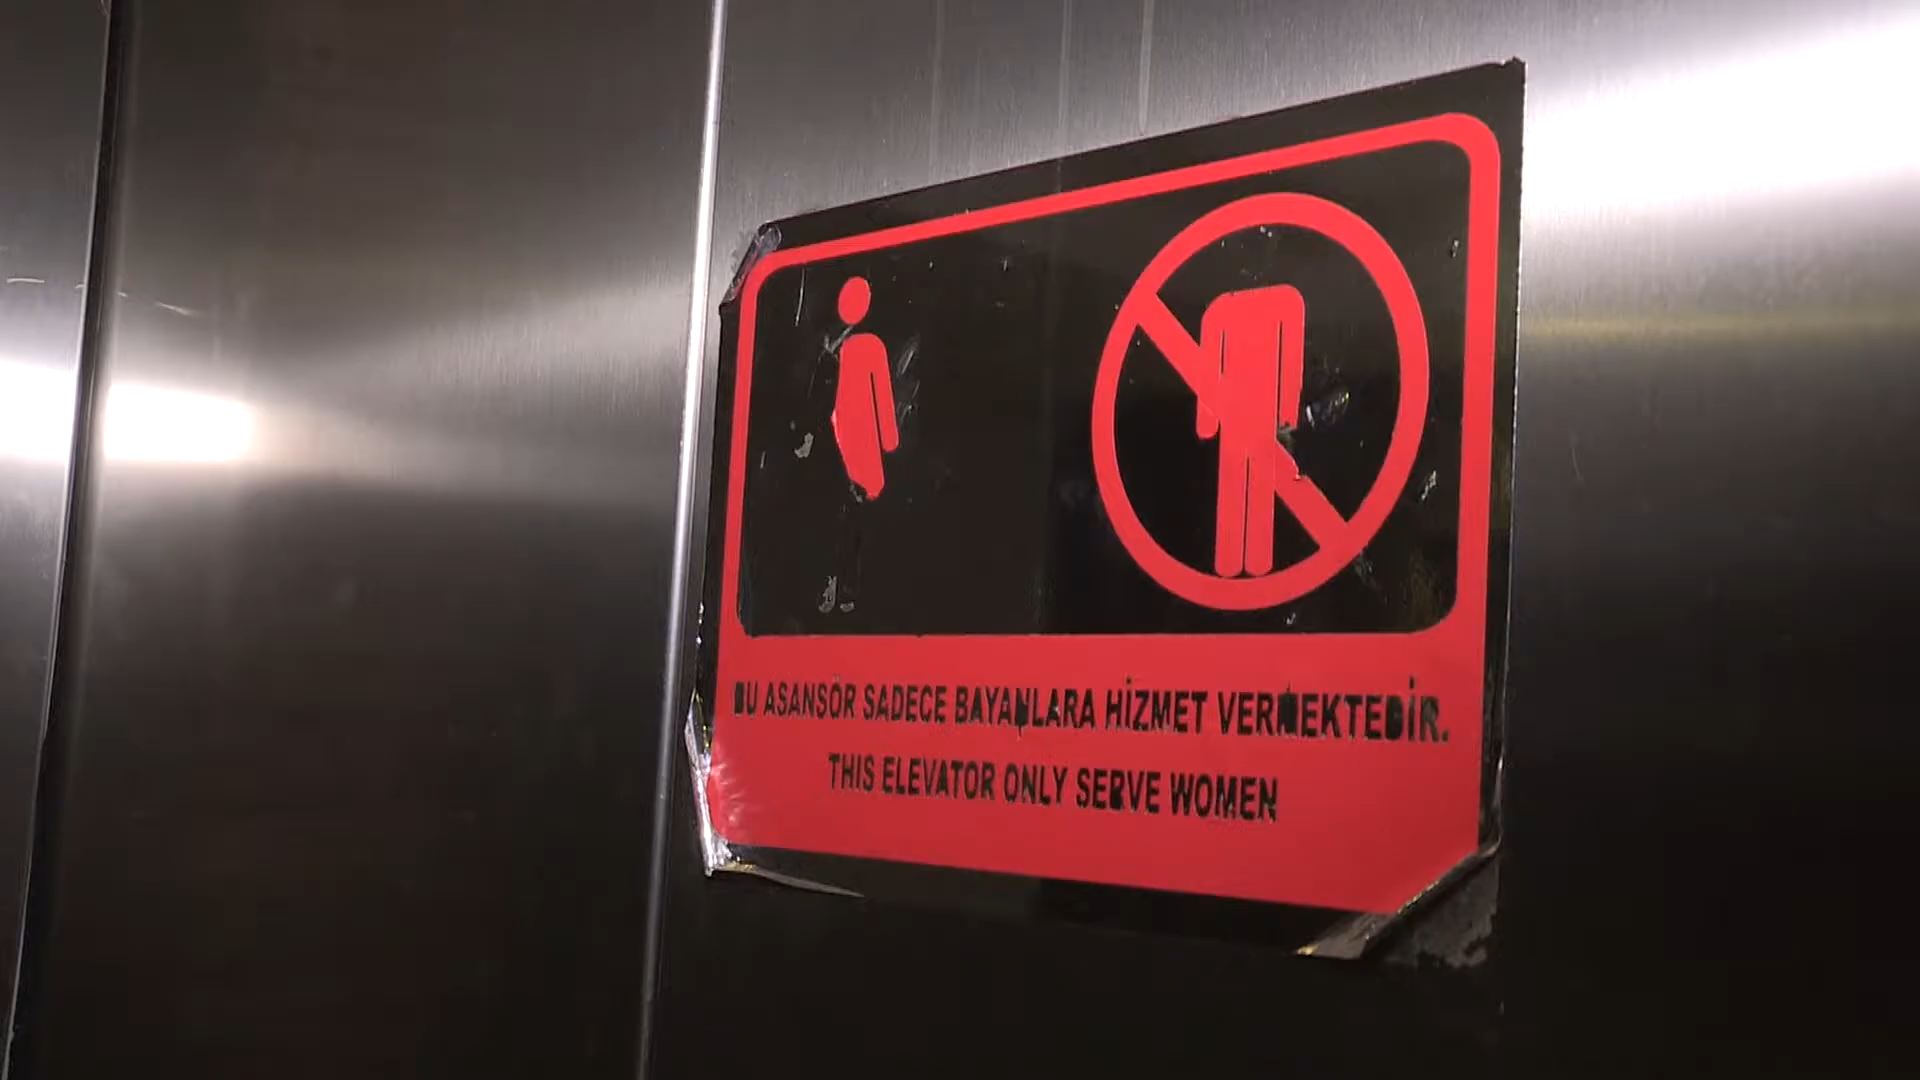 BU ASANSÖR SADECE BAYANLARA HİZMET VERMEKTEDİR.
THIS ELEVATOR ONLY SERVE WOMEN